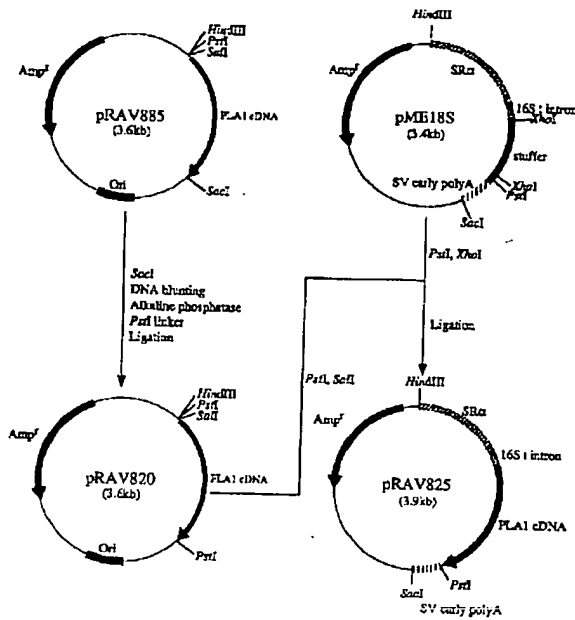 HindIII
PstI
SalI
Amp^r
pRAV885
(3.6kb)
PLA1 cDNA
Ori
SacI
HindIII
SRα
Amp^r
16S i intron
XhoI
pME18S
(3.4kb)
stuffer
SV early polyA
XhoI
PstI
SacI
SacI
DNA blunting
Alkaline phosphatase
PstI linker
Ligation
PstI, XhoI
Ligation
PstI, SalI
HindIII
PstI
SalI
Amp^r
pRAV820
(3.6kb)
PLA1 cDNA
Ori
PstI
HindIII
SRα
Amp^r
16S i intron
pRAV825
(3.9kb)
PLA1 cDNA
PstI
SacI
SV early polyA